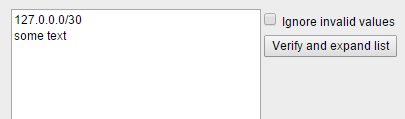 127.0.0.0/30
some text
Ignore invalid values
Verify and expand list